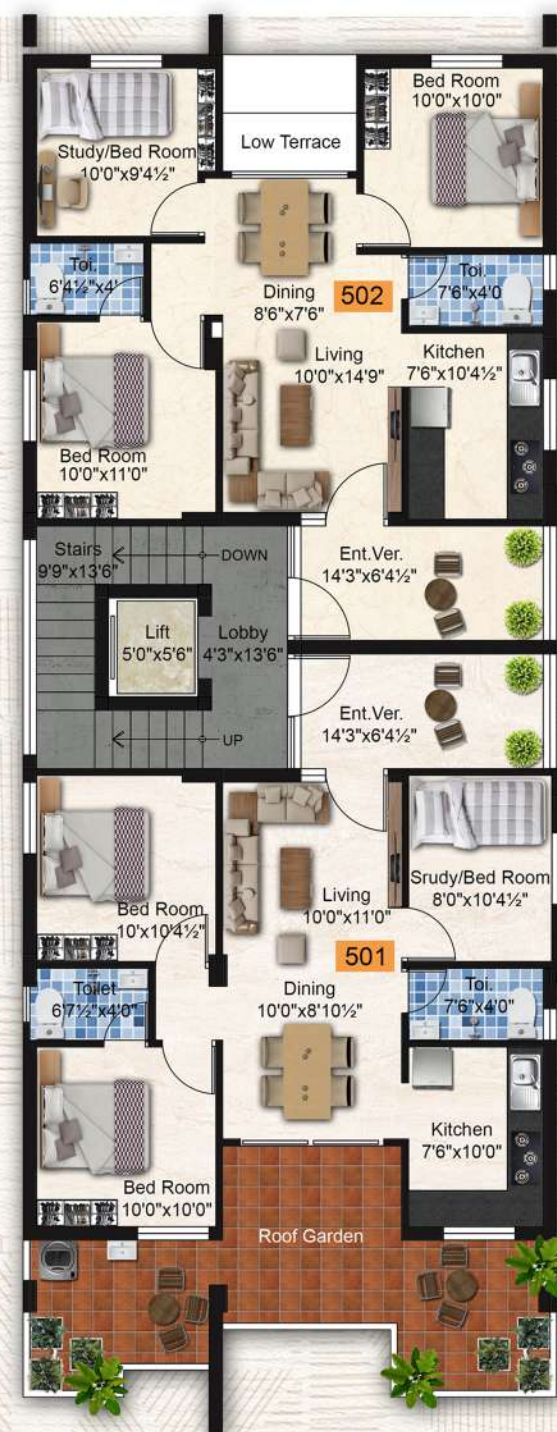 Bed Room
10'0"x10'0"
Low Terrace
Study/Bed Room
10'0"x9'4½"
Toi.
6'4½"x4'
Toi.
7'6"x4'0
Dining
8'6"x7'6"
502
Living
10'0"x14'9"
Kitchen
7'6"x10'4½"
Bed Room
10'0"x11'0"
Stairs
9'9"x13'6"
DOWN
Ent.Ver.
14'3"x6'4½"
Lift
5'0"x5'6"
Lobby
4'3"x13'6"
UP
Ent.Ver.
14'3"x6'4½"
Srudy/Bed Room
8'0"x10'4½"
Living
10'0"x11'0"
Bed Room
10'x10'4½"
501
Toilet
6'7½"x4'0"
Dining
10'0"x8'10½"
Toi.
7'6"x4'0"
Kitchen
7'6"x10'0"
Bed Room
10'0"x10'0"
Roof Garden